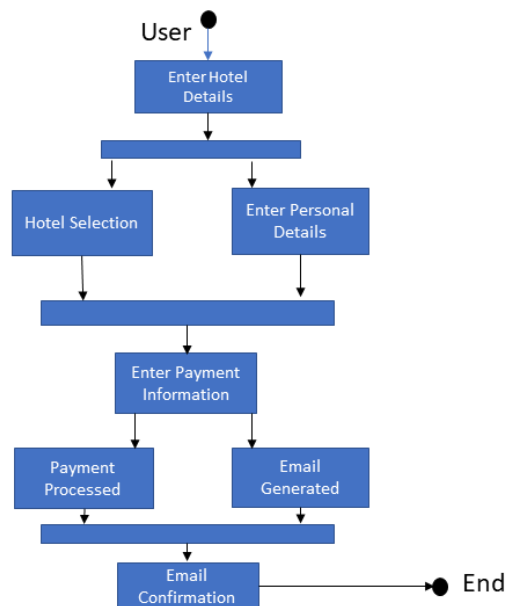 User
Enter Hotel
Details
Hotel Selection
Enter Personal
Details
Enter Payment
Information
Payment
Processed
Email
Generated
Email
Confirmation
End